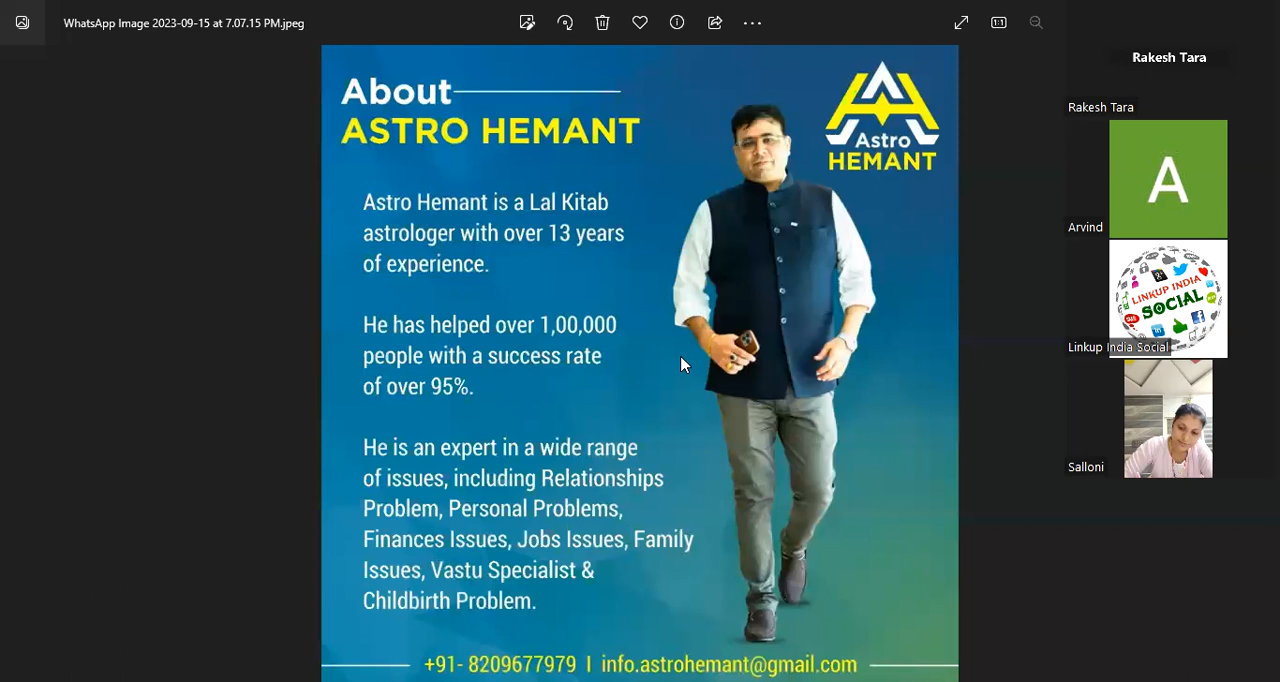 WhatsApp Image 2023-09-15 at 7.07.15 PM.jpeg
1:1
About
ASTRO HEMANT
Astro
HEMANT
Astro Hemant is a Lal Kitab
astrologer with over 13 years
of experience.
He has helped over 1,00,000
people with a success rate
of over 95%.
He is an expert in a wide range
of issues, including Relationships
Problem, Personal Problems,
Finances Issues, Jobs Issues, Family
Issues, Vastu Specialist &
Childbirth Problem.
+91- 8209677979 | info.astrohemant@gmail.com
Rakesh Tara
Rakesh Tara
A
Arvind
LINKUP INDIA
SOCIAL
Linkup India Social
Salloni